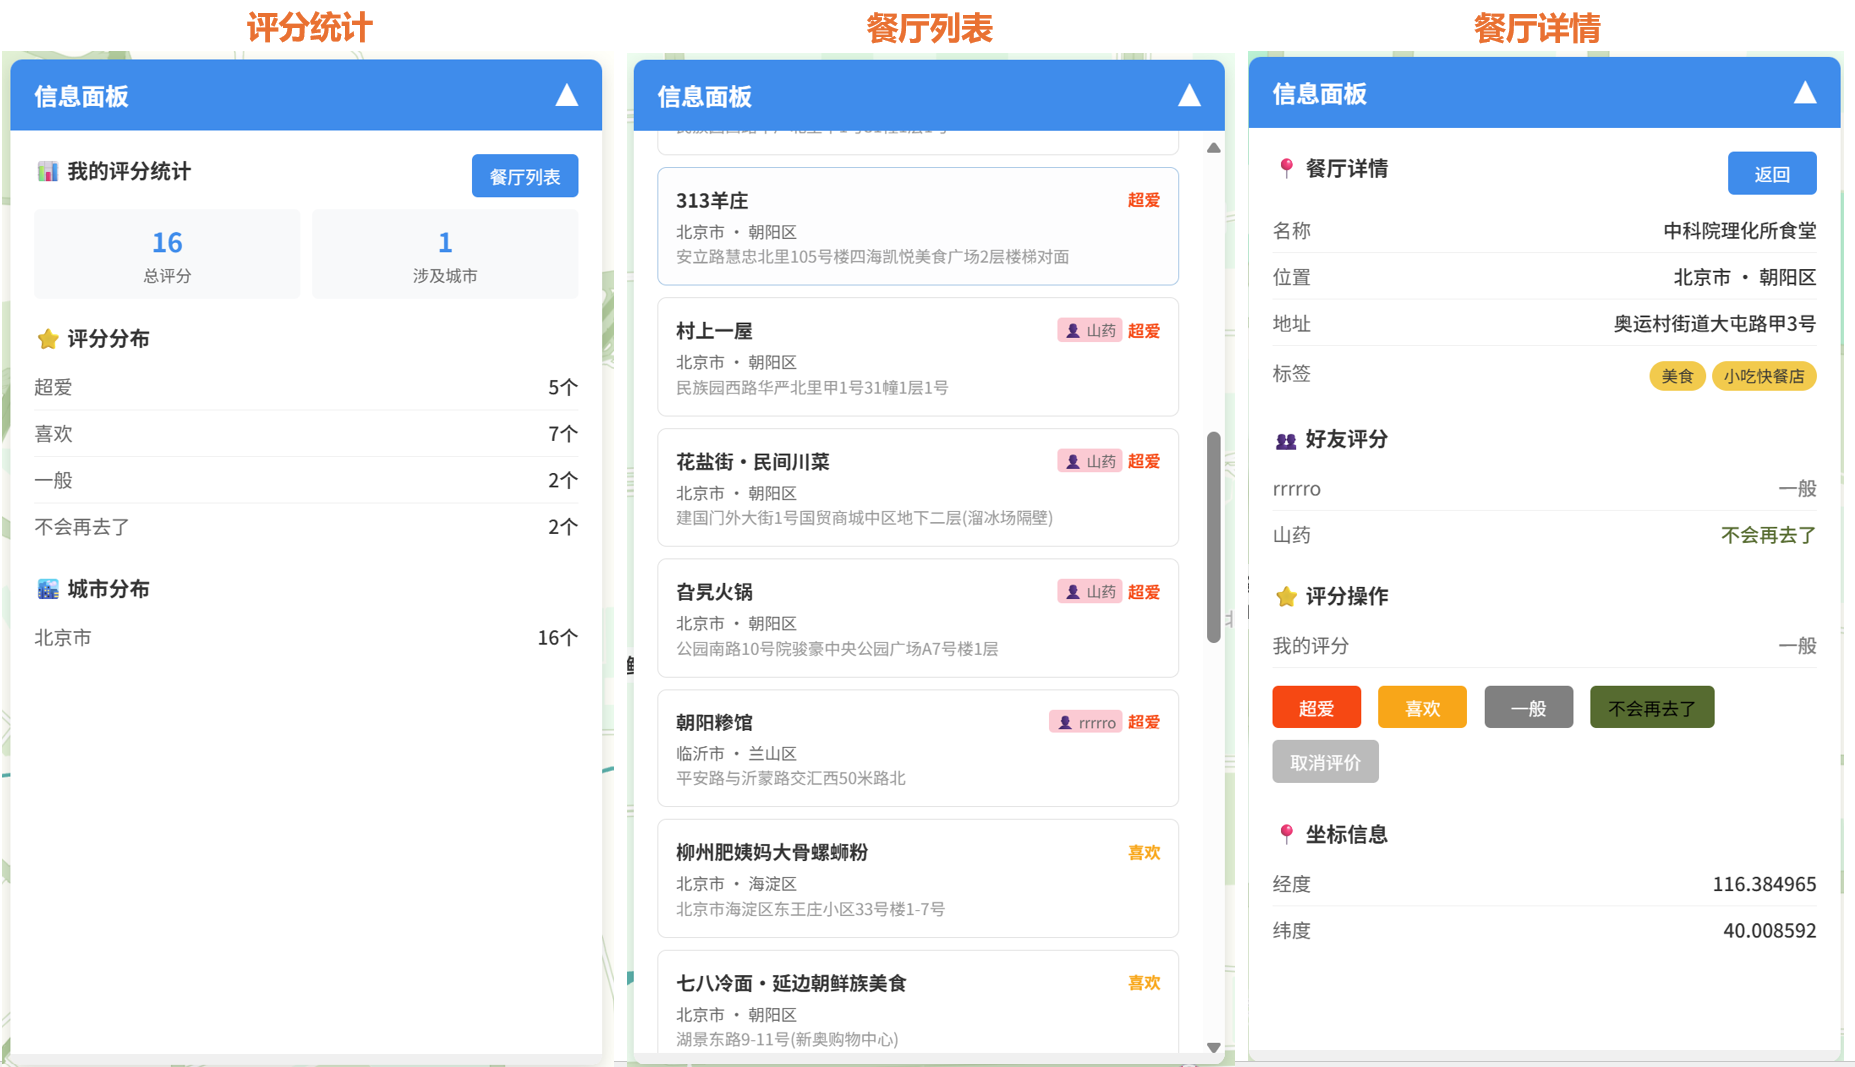 评分统计
信息面板
我的评分统计
餐厅列表
16
总评分
1
涉及城市
评分分布
超爱 5个
喜欢 7个
一般 2个
不会再去了 2个
城市分布
北京市 16个
餐厅列表
信息面板
313羊庄 超爱
北京市 • 朝阳区
安立路慧忠北里105号楼四海凯悦美食广场2层楼梯对面
村上一屋 山药 超爱
北京市 • 朝阳区
民族园西路华严北里甲1号31幢1层1号
花盐街•民间川菜 山药 超爱
北京市 • 朝阳区
建国门外大街1号国贸商城中区地下二层(溜冰场隔壁)
旮旯火锅 山药 超爱
北京市 • 朝阳区
公园南路10号院骏豪中央公园广场A7号楼1层
朝阳糁馆 rrrrro 超爱
临沂市 • 兰山区
平安路与沂蒙路交汇西50米路北
柳州肥姨妈大骨螺蛳粉 喜欢
北京市 • 海淀区
北京市海淀区东王庄小区33号楼1-7号
七八冷面•延边朝鲜族美食 喜欢
北京市 • 朝阳区
湖景东路9-11号(新奥购物中心)
餐厅详情
信息面板
餐厅详情
返回
名称 中科院理化所食堂
位置 北京市 • 朝阳区
地址 奥运村街道大屯路甲3号
标签 美食 小吃快餐店
好友评分
rrrrro 一般
山药 不会再去了
评分操作
我的评分 一般
超爱 喜欢 一般 不会再去了
取消评价
坐标信息
经度 116.384965
纬度 40.008592